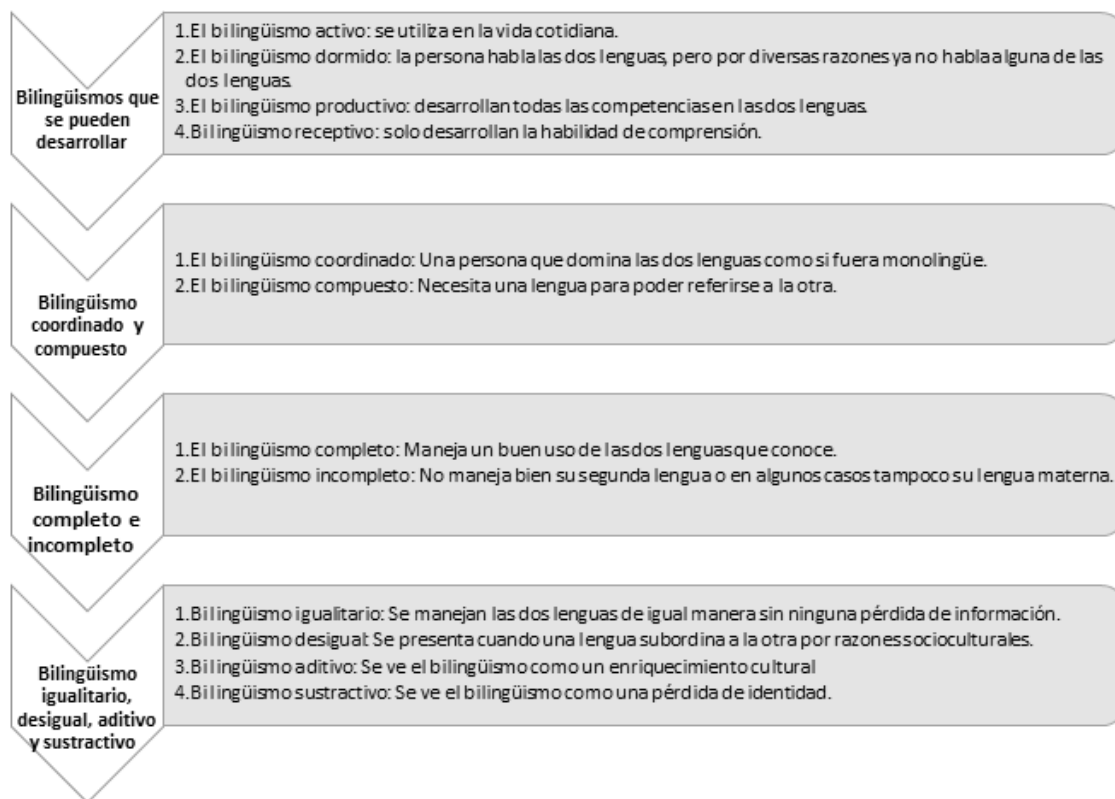 Bilingüismos que
se pueden
desarrollar
1.El bilingüismo activo: se utiliza en la vida cotidiana.
2.El bilingüismo dormido: la persona habla las dos lenguas, pero por diversas razones ya no habla alguna de las
dos lenguas.
3.El bilingüismo productivo: desarrollan todas las competencias en las dos lenguas.
4.Bilingüismo receptivo: solo desarrollan la habilidad de comprensión.
Bilingüismo
coordinado y
compuesto
1.El bilingüismo coordinado: Una persona que domina las dos lenguas como si fuera monolingüe.
2.El bilingüismo compuesto: Necesita una lengua para poder referirse a la otra.
Bilingüismo
completo e
incompleto
1.El bilingüismo completo: Maneja un buen uso de las dos lenguas que conoce.
2.El bilingüismo incompleto: No maneja bien su segunda lengua o en algunos casos tampoco su lengua materna.
Bilingüismo
igualitario,
desigual, aditivo
y sustractivo
1.Bilingüismo igualitario: Se manejan las dos lenguas de igual manera sin ninguna pérdida de información.
2.Bilingüismo desigual: Se presenta cuando una lengua subordina a la otra por razones socioculturales.
3.Bilingüismo aditivo: Se ve el bilingüismo como un enriquecimiento cultural
4.Bilingüismo sustractivo: Se ve el bilingüismo como una pérdida de identidad.